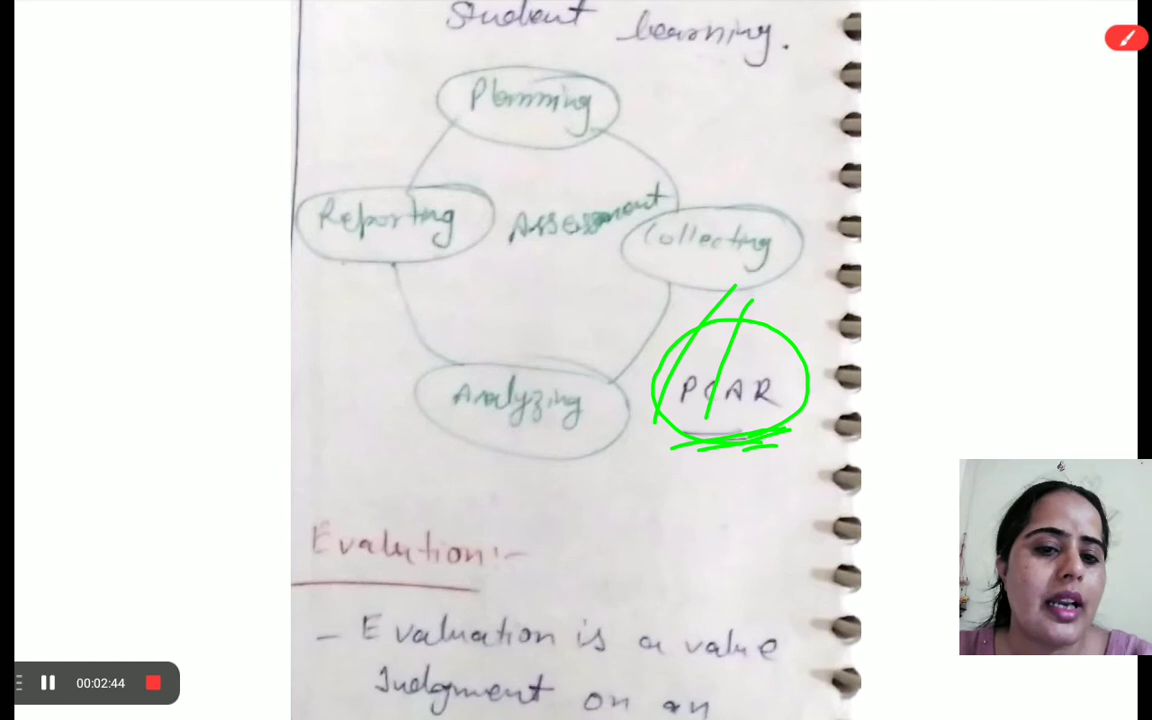 Student learning.
Planning
Reporting
Assessment
Collecting
Analyzing
PCAR
Evalution:-
- Evaluation is a value
Judgment on an
00:02:44